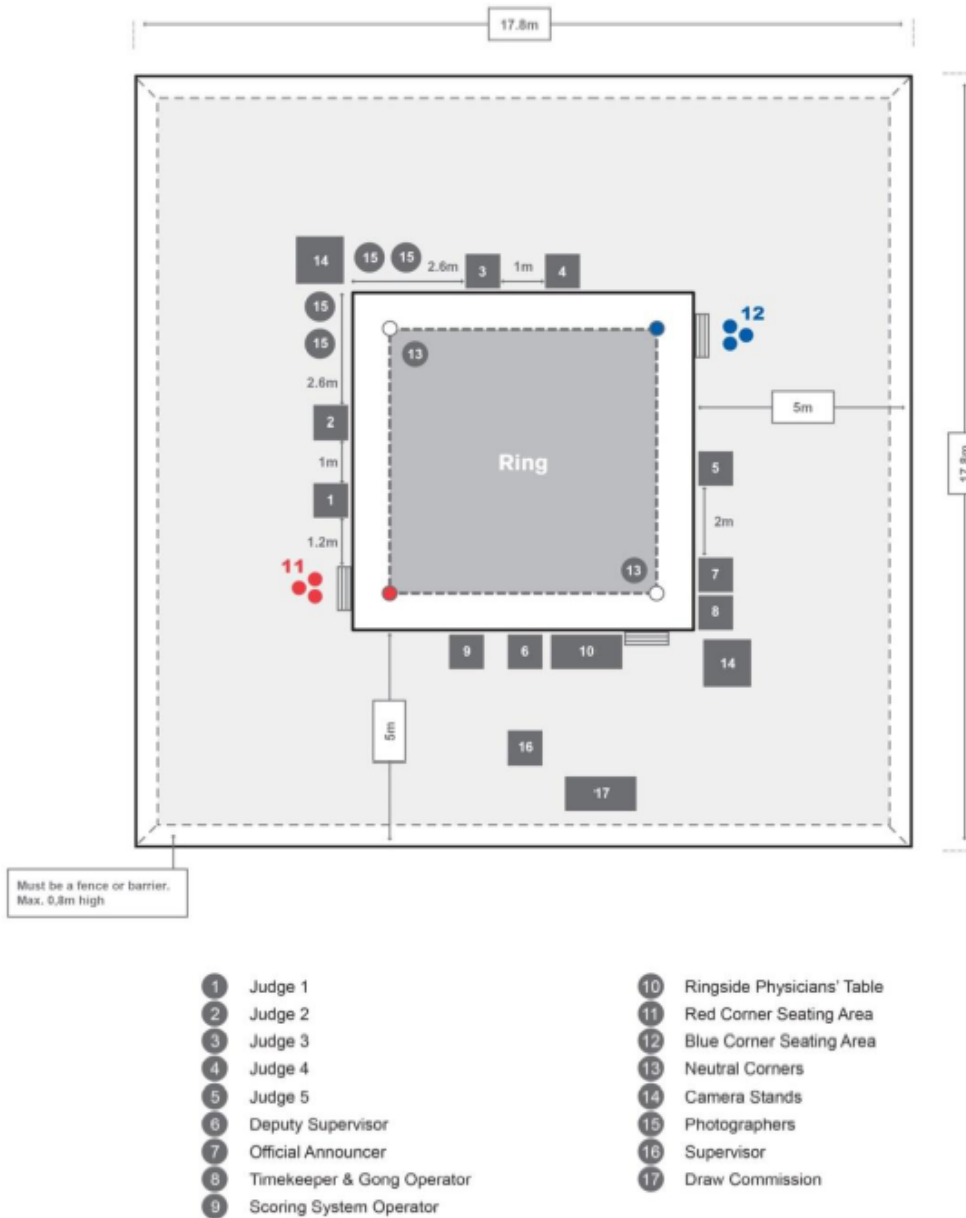 17.8m
14
15
15
2.6m
3
1m
4
15
15
13
12
2.6m
5m
17.8m
2
Ring
5
1m
1
2m
1.2m
11
13
7
8
9
6
10
14
5m
16
17
Must be a fence or barrier.
Max. 0,8m high
1 Judge 1
2 Judge 2
3 Judge 3
4 Judge 4
5 Judge 5
6 Deputy Supervisor
7 Official Announcer
8 Timekeeper & Gong Operator
9 Scoring System Operator
10 Ringside Physicians' Table
11 Red Corner Seating Area
12 Blue Corner Seating Area
13 Neutral Corners
14 Camera Stands
15 Photographers
16 Supervisor
17 Draw Commission